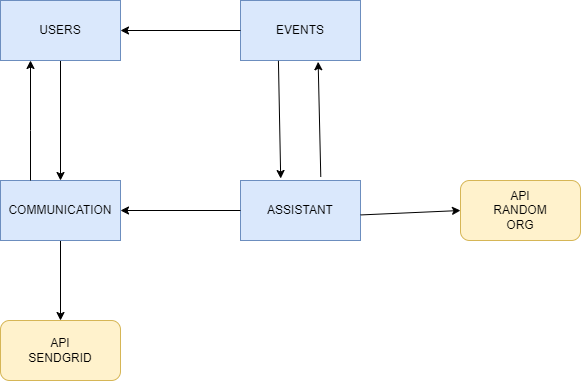 USERS
EVENTS
COMMUNICATION
ASSISTANT
API
RANDOM
ORG
API
SENDGRID